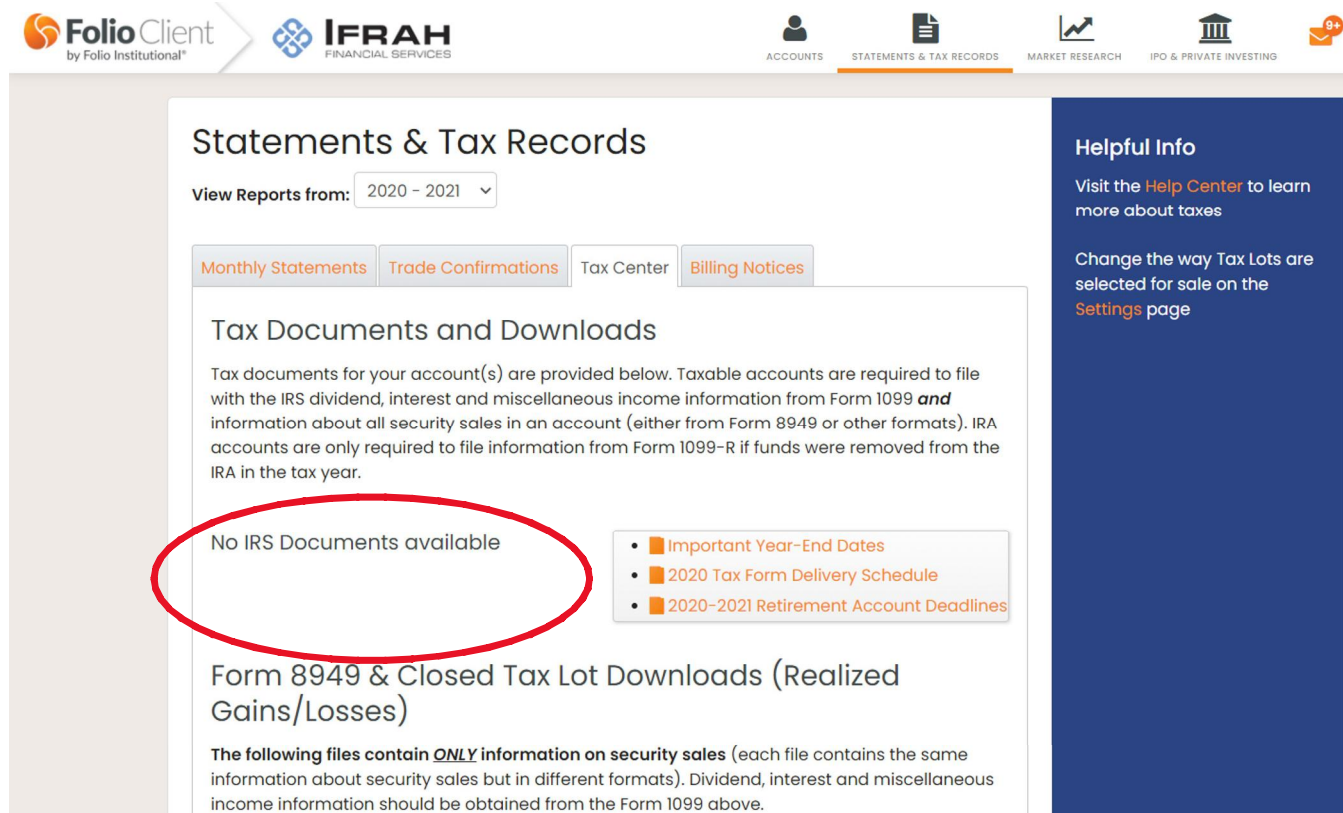 Folio Client
by Folio Institutional®
IFRAH
FINANCIAL SERVICES
ACCOUNTS
STATEMENTS & TAX RECORDS
MARKET RESEARCH
IPO & PRIVATE INVESTING
9+
Statements & Tax Records
View Reports from: 2020 - 2021
Monthly Statements
Trade Confirmations
Tax Center
Billing Notices
Tax Documents and Downloads
Tax documents for your account(s) are provided below. Taxable accounts are required to file
with the IRS dividend, interest and miscellaneous income information from Form 1099 and
information about all security sales in an account (either from Form 8949 or other formats). IRA
accounts are only required to file information from Form 1099-R if funds were removed from the
IRA in the tax year.
No IRS Documents available
Important Year-End Dates
2020 Tax Form Delivery Schedule
2020-2021 Retirement Account Deadlines
Form 8949 & Closed Tax Lot Downloads (Realized
Gains/Losses)
The following files contain ONLY information on security sales (each file contains the same
information about security sales but in different formats). Dividend, interest and miscellaneous
income information should be obtained from the Form 1099 above.
Helpful Info
Visit the Help Center to learn
more about taxes
Change the way Tax Lots are
selected for sale on the
Settings page